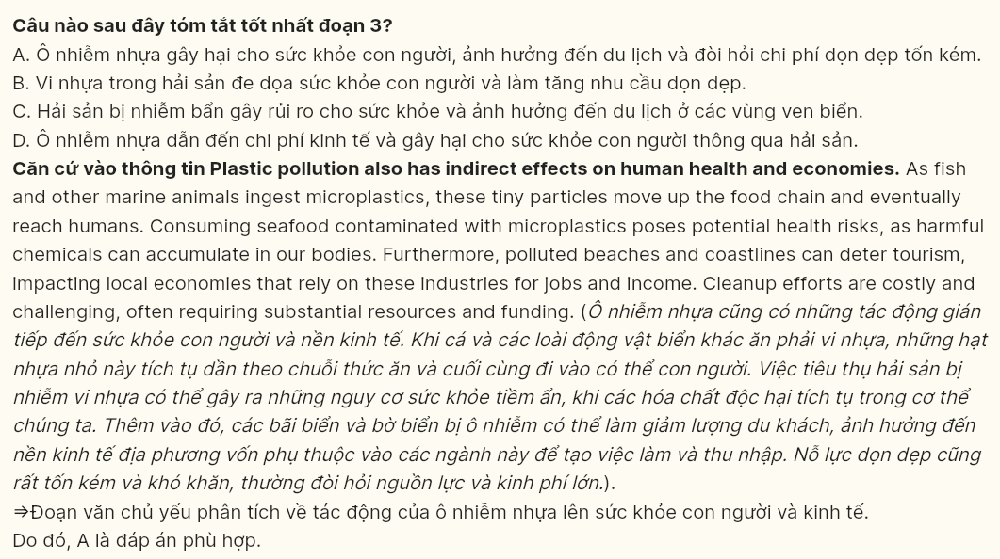 Câu nào sau đây tóm tắt tốt nhất đoạn 3?
A. Ô nhiễm nhựa gây hại cho sức khỏe con người, ảnh hưởng đến du lịch và đòi hỏi chi phí dọn dẹp tốn kém.
B. Vi nhựa trong hải sản đe dọa sức khỏe con người và làm tăng nhu cầu dọn dẹp.
C. Hải sản bị nhiễm bẩn gây rủi ro cho sức khỏe và ảnh hưởng đến du lịch ở các vùng ven biển.
D. Ô nhiễm nhựa dẫn đến chi phí kinh tế và gây hại cho sức khỏe con người thông qua hải sản.
Căn cứ vào thông tin Plastic pollution also has indirect effects on human health and economies. As fish
and other marine animals ingest microplastics, these tiny particles move up the food chain and eventually
reach humans. Consuming seafood contaminated with microplastics poses potential health risks, as harmful
chemicals can accumulate in our bodies. Furthermore, polluted beaches and coastlines can deter tourism,
impacting local economies that rely on these industries for jobs and income. Cleanup efforts are costly and
challenging, often requiring substantial resources and funding. (Ô nhiễm nhựa cũng có những tác động gián
tiếp đến sức khỏe con người và nền kinh tế. Khi cá và các loài động vật biển khác ăn phải vi nhựa, những hạt
nhựa nhỏ này tích tụ dần theo chuỗi thức ăn và cuối cùng đi vào có thể con người. Việc tiêu thụ hải sản bị
nhiễm vi nhựa có thể gây ra những nguy cơ sức khỏe tiềm ẩn, khi các hóa chất độc hại tích tụ trong cơ thể
chúng ta. Thêm vào đó, các bãi biển và bờ biển bị ô nhiễm có thể làm giảm lượng du khách, ảnh hưởng đến
nền kinh tế địa phương vốn phụ thuộc vào các ngành này để tạo việc làm và thu nhập. Nỗ lực dọn dẹp cũng
rất tốn kém và khó khăn, thường đòi hỏi nguồn lực và kinh phí lớn.).
⇒Đoạn văn chủ yếu phân tích về tác động của ô nhiễm nhựa lên sức khỏe con người và kinh tế.
Do đó, A là đáp án phù hợp.